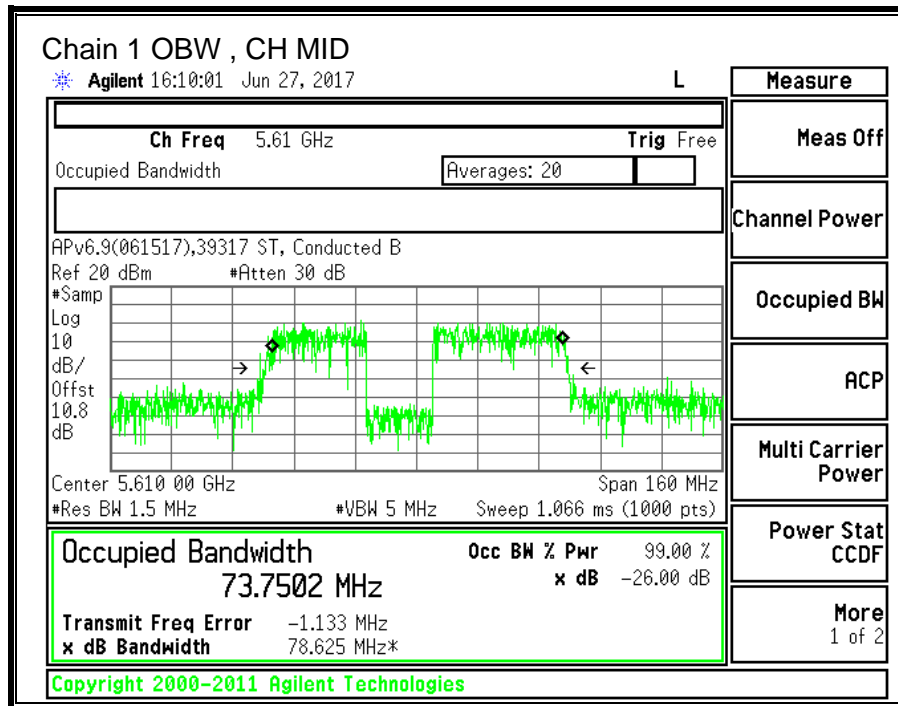 Chain 1 OBW , CH MID
Agilent 16:10:01 Jun 27, 2017 L
Measure
Ch Freq 5.61 GHz Trig Free
Occupied Bandwidth Averages: 20
APv6.9(061517),39317 ST, Conducted B
Ref 20 dBm #Atten 30 dB
#Samp
Log
10
dB/
Offst
10.8
dB
Center 5.610 00 GHz Span 160 MHz
#Res BW 1.5 MHz #VBW 5 MHz Sweep 1.066 ms (1000 pts)
Occupied Bandwidth Occ BW % Pwr 99.00 %
73.7502 MHz x dB -26.00 dB
Transmit Freq Error -1.133 MHz
x dB Bandwidth 78.625 MHz*
Copyright 2000-2011 Agilent Technologies
Meas Off
Channel Power
Occupied BW
ACP
Multi Carrier
Power
Power Stat
CCDF
More
1 of 2